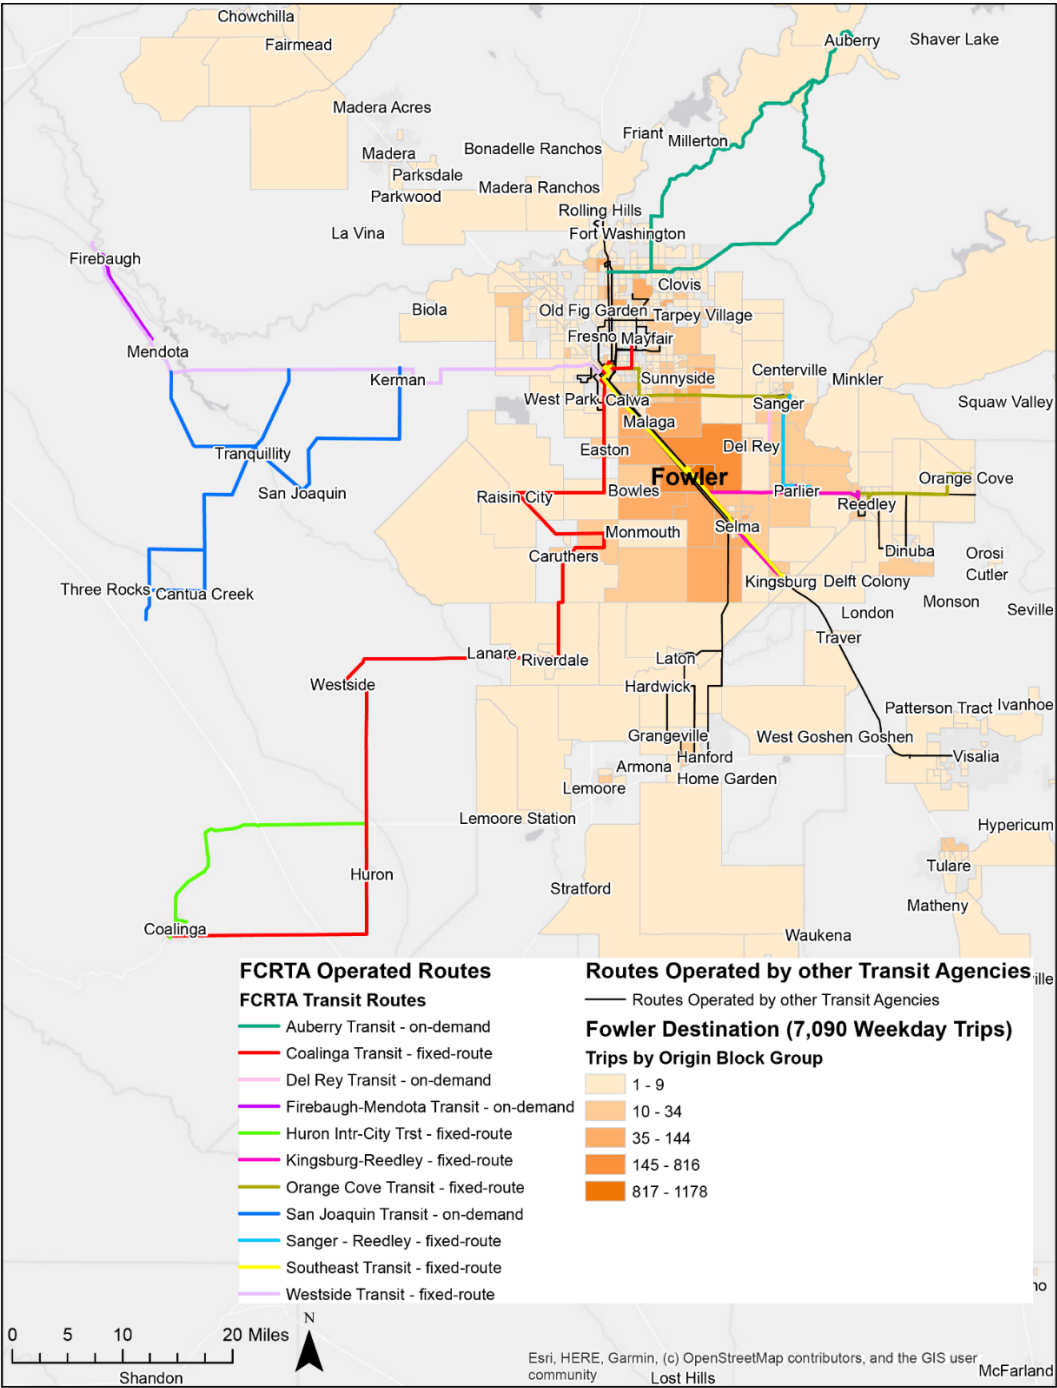 Chowchilla
Fairmead
Auberry
Shaver Lake
Madera Acres
Friant
Millerton
Bonadelle Ranchos
Madera
Parksdale
Madera Ranchos
Parkwood
Rolling Hills
La Vina
Fort Washington
Firebaugh
Clovis
Biola
Old Fig Garden
Tarpey Village
Fresno
Mayfair
Mendota
Kerman
Sunnyside
Centerville
Minkler
West Park
Calwa
Sanger
Squaw Valley
Malaga
Easton
Del Rey
Tranquillity
Fowler
Orange Cove
San Joaquin
Raisin City
Bowles
Parlier
Reedley
Selma
Monmouth
Caruthers
Dinuba
Orosi
Cutler
Three Rocks
Cantua Creek
Kingsburg
Delft Colony
Monson
London
Seville
Traver
Lanare
Riverdale
Laton
Westside
Hardwick
Patterson Tract
Ivanhoe
Grangeville
West Goshen
Goshen
Hanford
Visalia
Armona
Home Garden
Lemoore
Lemoore Station
Hypericum
Tulare
Huron
Stratford
Matheny
Coalinga
Waukena
ille
FCRTA Operated Routes
FCRTA Transit Routes
Auberry Transit - on-demand
Coalinga Transit - fixed-route
Del Rey Transit - on-demand
Firebaugh-Mendota Transit - on-demand
Huron Intr-City Trst - fixed-route
Kingsburg-Reedley - fixed-route
Orange Cove Transit - fixed-route
San Joaquin Transit - on-demand
Sanger - Reedley - fixed-route
Southeast Transit - fixed-route
Westside Transit - fixed-route
Routes Operated by other Transit Agencies
Routes Operated by other Transit Agencies
Fowler Destination (7,090 Weekday Trips)
Trips by Origin Block Group
1 - 9
10 - 34
35 - 144
145 - 816
817 - 1178
no
N
0 5 10 20 Miles
Shandon
Esri, HERE, Garmin, (c) OpenStreetMap contributors, and the GIS user
community
Lost Hills
McFarland